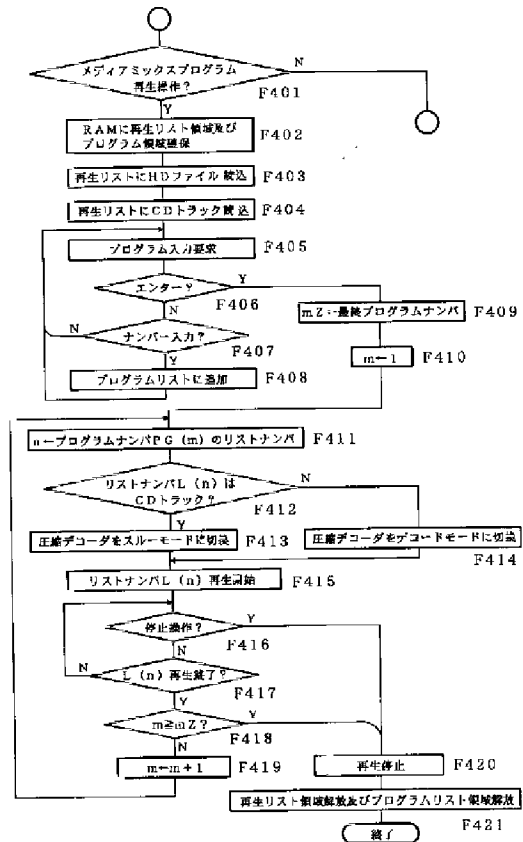 メディアミックスプログラム
再生操作?
N
F401
Y
RAMに再生リスト領域及び
プログラム領域確保
F402
再生リストにHDファイル読込
F403
再生リストにCDトラック読込
F404
プログラム入力要求
F405
エンター?
Y
F406
N
mZ←最終プログラムナンバ
F409
ナンバー入力?
N
F407
Y
m←1
F410
プログラムリストに追加
F408
n←プログラムナンバPG(m)のリストナンバ
F411
リストナンバL(n)は
CDトラック?
N
F412
Y
圧縮デコーダをスルーモードに切換
F413
圧縮デコーダをデコードモードに切換
F414
リストナンバL(n)再生開始
F415
停止操作?
Y
F416
N
L(n)再生終了?
N
F417
Y
m≧mZ?
Y
F418
N
m←m+1
F419
再生停止
F420
再生リスト領域解放及びプログラムリスト領域解放
F421
終了